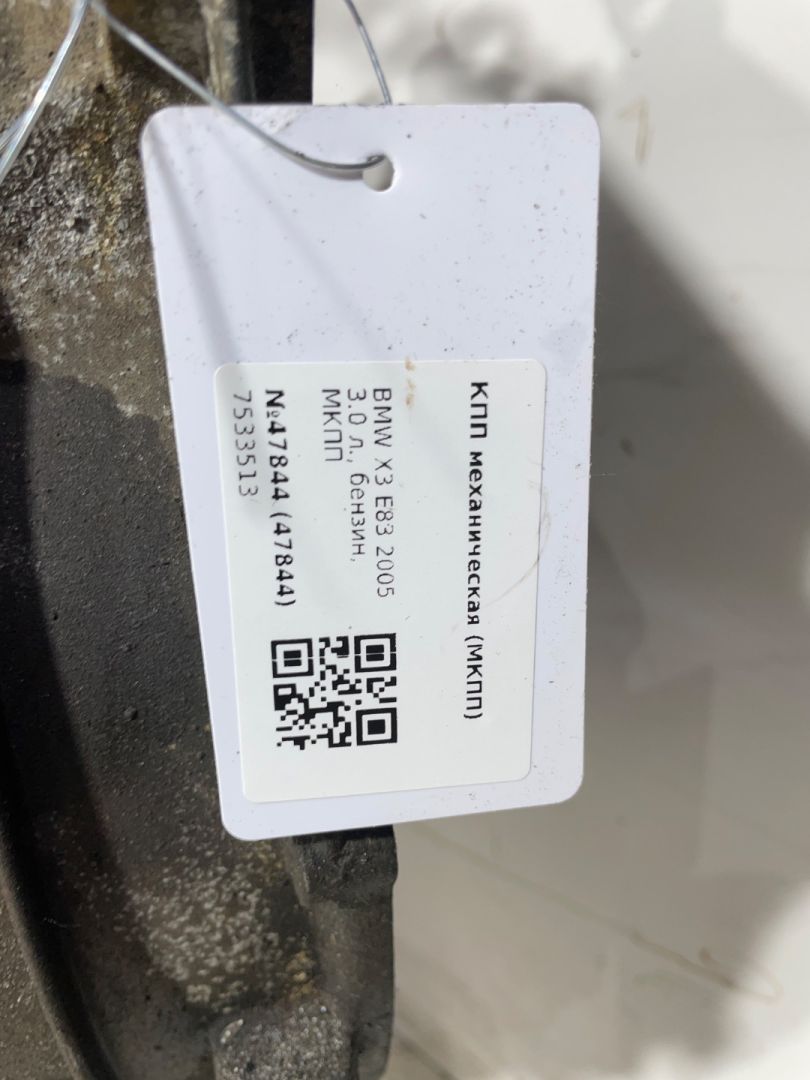 КПП механическая (МКПП)
BMW X3 E83 2005
3.0 л., бензин,
МКПП
№47844 (47844)
7533513